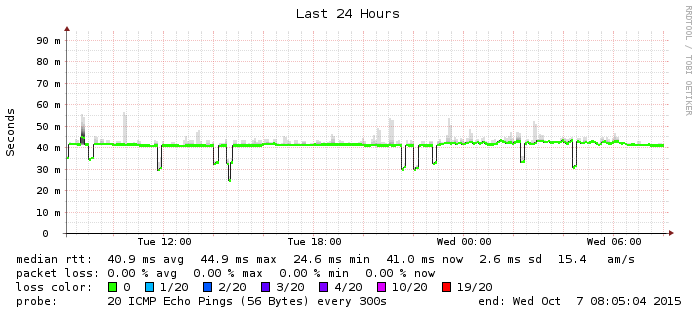 Last 24 Hours
RRDTOOL / TOBI OETIKER
Seconds
90 m
80 m
70 m
60 m
50 m
40 m
30 m
20 m
10 m
0
Tue 12:00 Tue 18:00 Wed 00:00 Wed 06:00
median rtt: 40.9 ms avg 44.9 ms max 24.6 ms min 41.0 ms now 2.6 ms sd 15.4 am/s
packet loss: 0.00 % avg 0.00 % max 0.00 % min 0.00 % now
loss color: 0 1/20 2/20 3/20 4/20 10/20 19/20
probe: 20 ICMP Echo Pings (56 Bytes) every 300s end: Wed Oct 7 08:05:04 2015